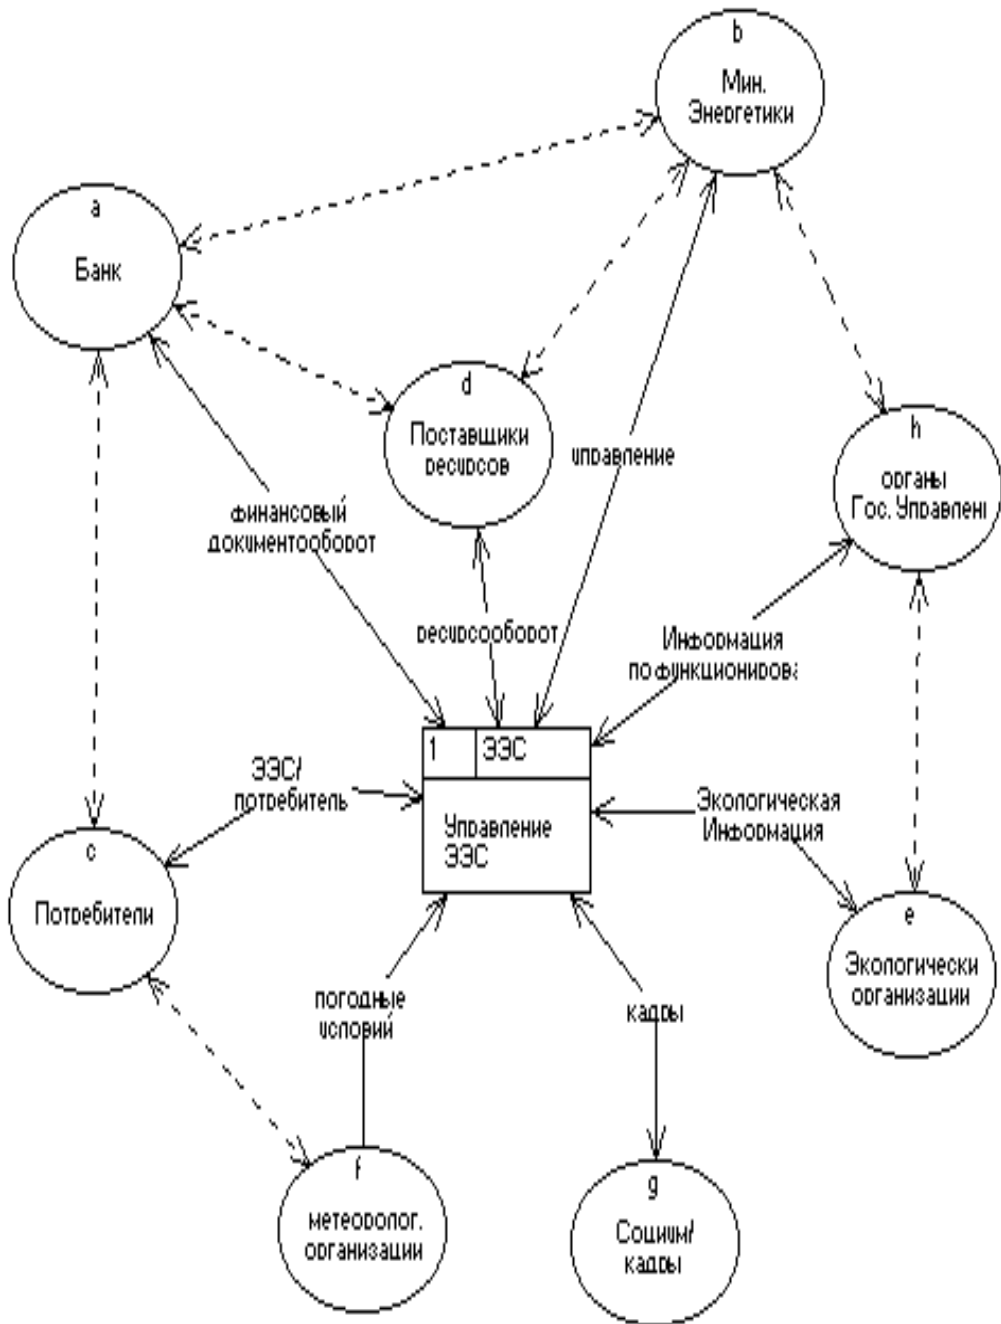 b
Мин.
Энергетики
a
Банк
d
Поставщики
ресурсов
управление
h
органы
Гос. Управлені
финансовый
документооборот
ресурсооборот
Информация
по функционирова
1
ЭЭС
ЭЭС/
потребитель
Управление
ЭЭС
Экологическая
Информация
c
Потребители
e
Экологически
организации
погодные
условий
кадры
f
метеоролог.
организации
g
Социум/
кадры